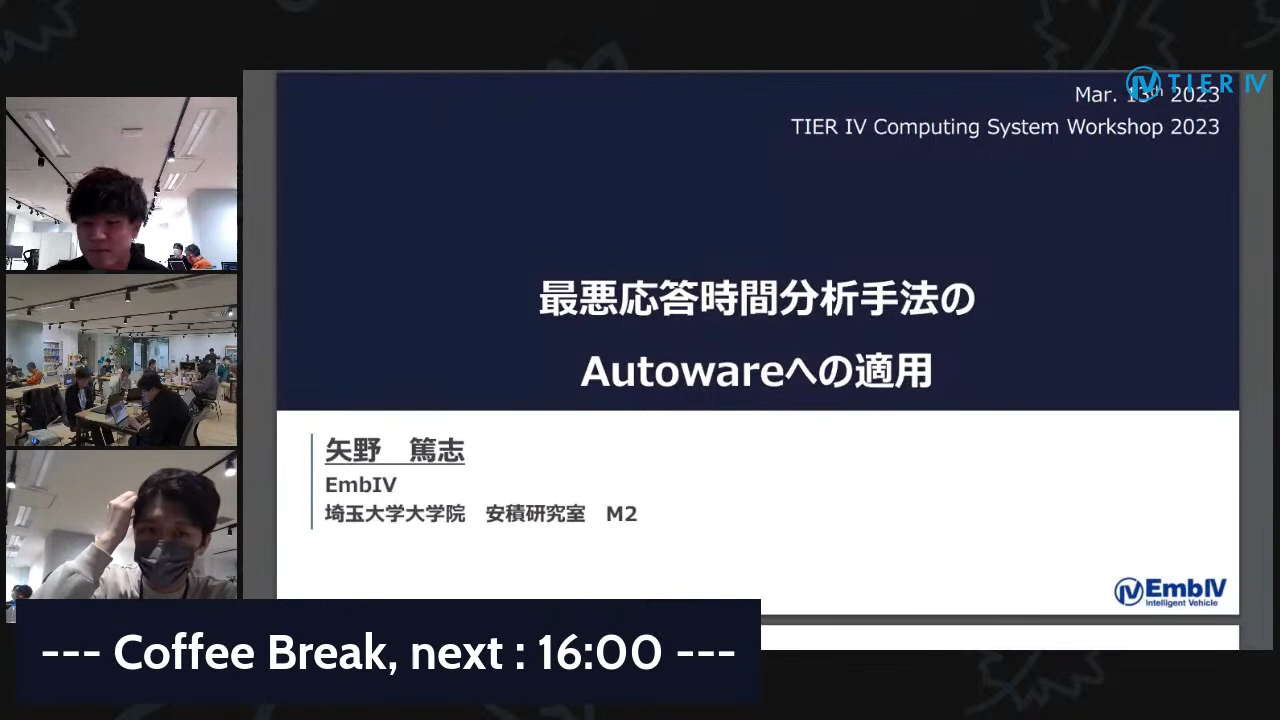 TIER IV
Mar. 13th 2023
TIER IV Computing System Workshop 2023
最悪応答時間分析手法の
Autowareへの適用
矢野　篤志
EmbIV
埼玉大学大学院　安積研究室　M2
EmbIV
Intelligent Vehicle
--- Coffee Break, next : 16:00 ---